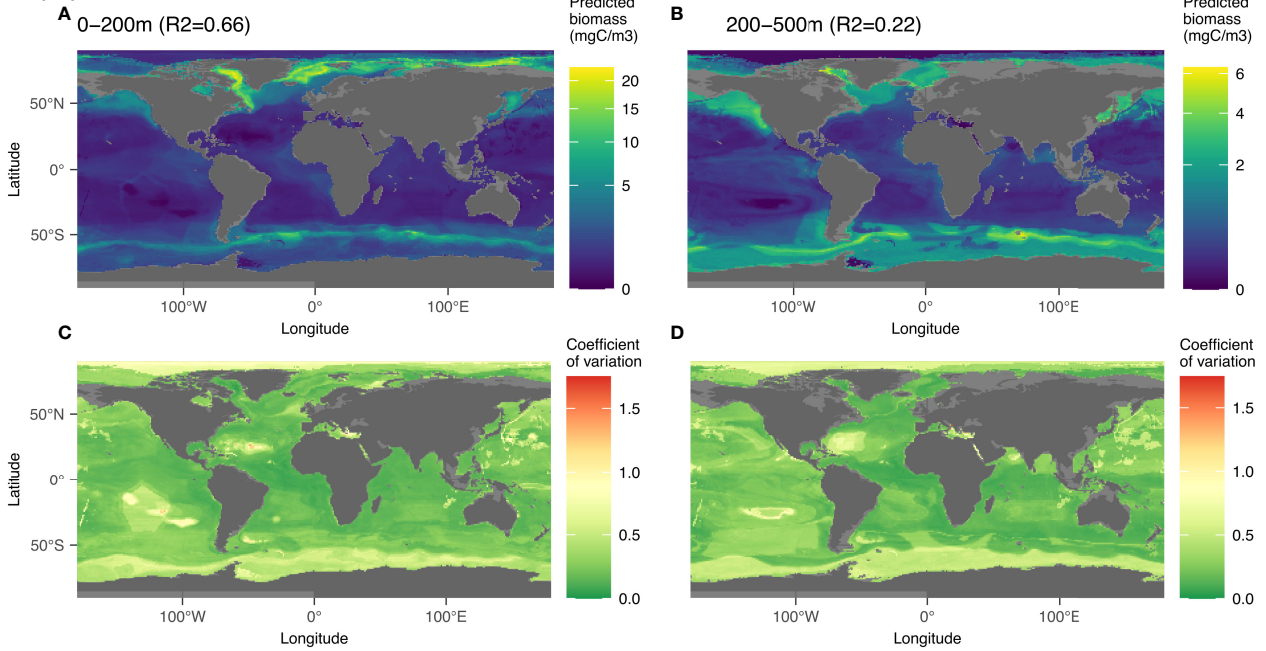 A
0−200m (R2=0.66)
Predicted
biomass
(mgC/m3)
20
15
10
5
0
50°N
0°
50°S
Latitude
100°W
0°
100°E
Longitude
B
200−500m (R2=0.22)
Predicted
biomass
(mgC/m3)
6
4
2
0
100°W
0°
100°E
Longitude
C
Coefficient
of variation
1.5
1.0
0.5
0.0
50°N
0°
50°S
Latitude
100°W
0°
100°E
Longitude
D
Coefficient
of variation
1.5
1.0
0.5
0.0
100°W
0°
100°E
Longitude